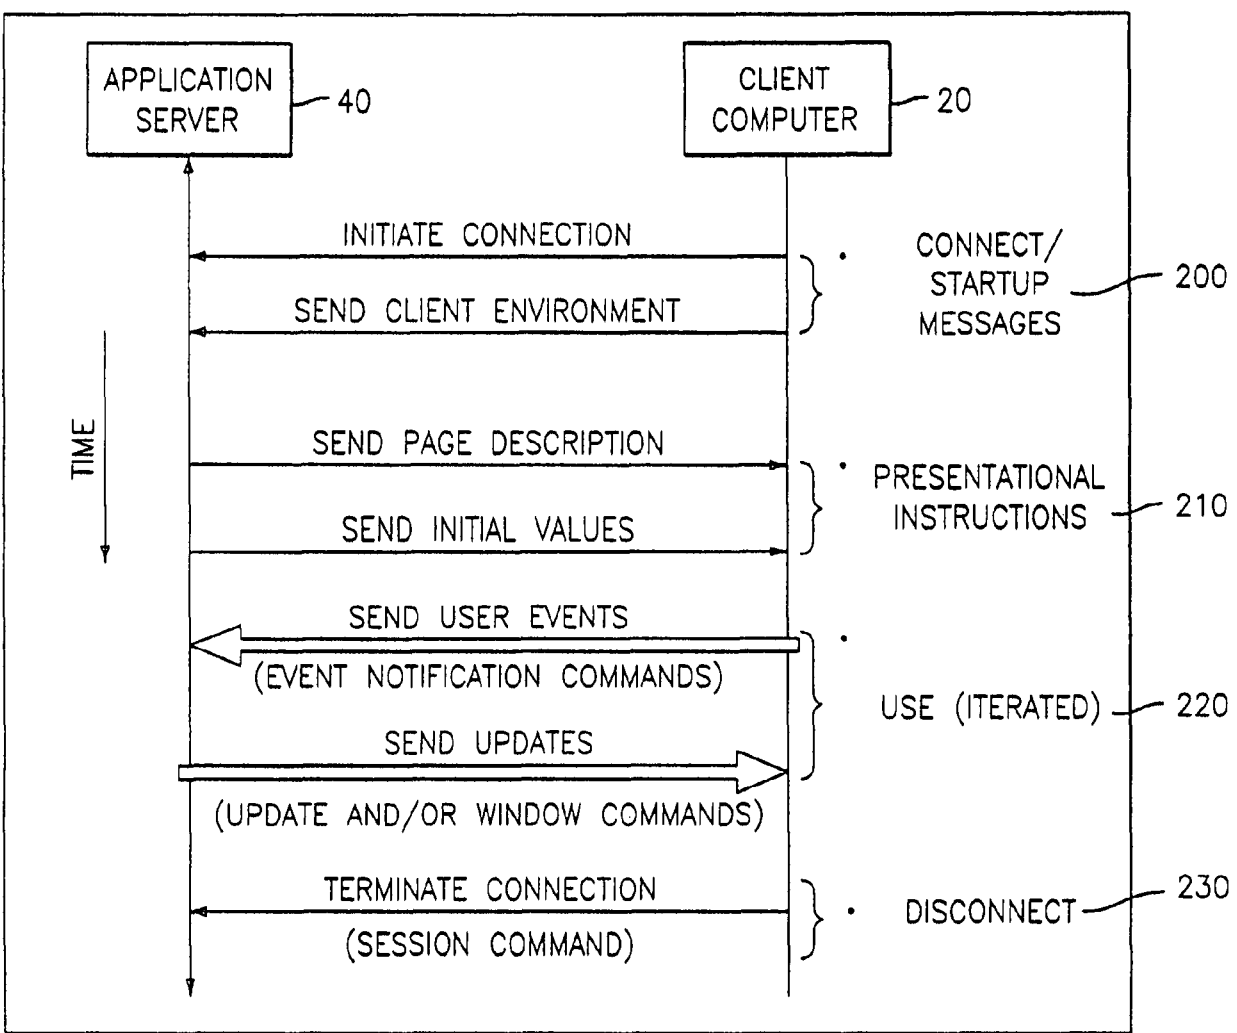 APPLICATION
SERVER
40
CLIENT
COMPUTER
20
INITIATE CONNECTION
SEND CLIENT ENVIRONMENT
CONNECT/
STARTUP
MESSAGES
200
TIME
SEND PAGE DESCRIPTION
SEND INITIAL VALUES
PRESENTATIONAL
INSTRUCTIONS
210
SEND USER EVENTS
(EVENT NOTIFICATION COMMANDS)
SEND UPDATES
(UPDATE AND/OR WINDOW COMMANDS)
USE (ITERATED)
220
TERMINATE CONNECTION
(SESSION COMMAND)
DISCONNECT
230